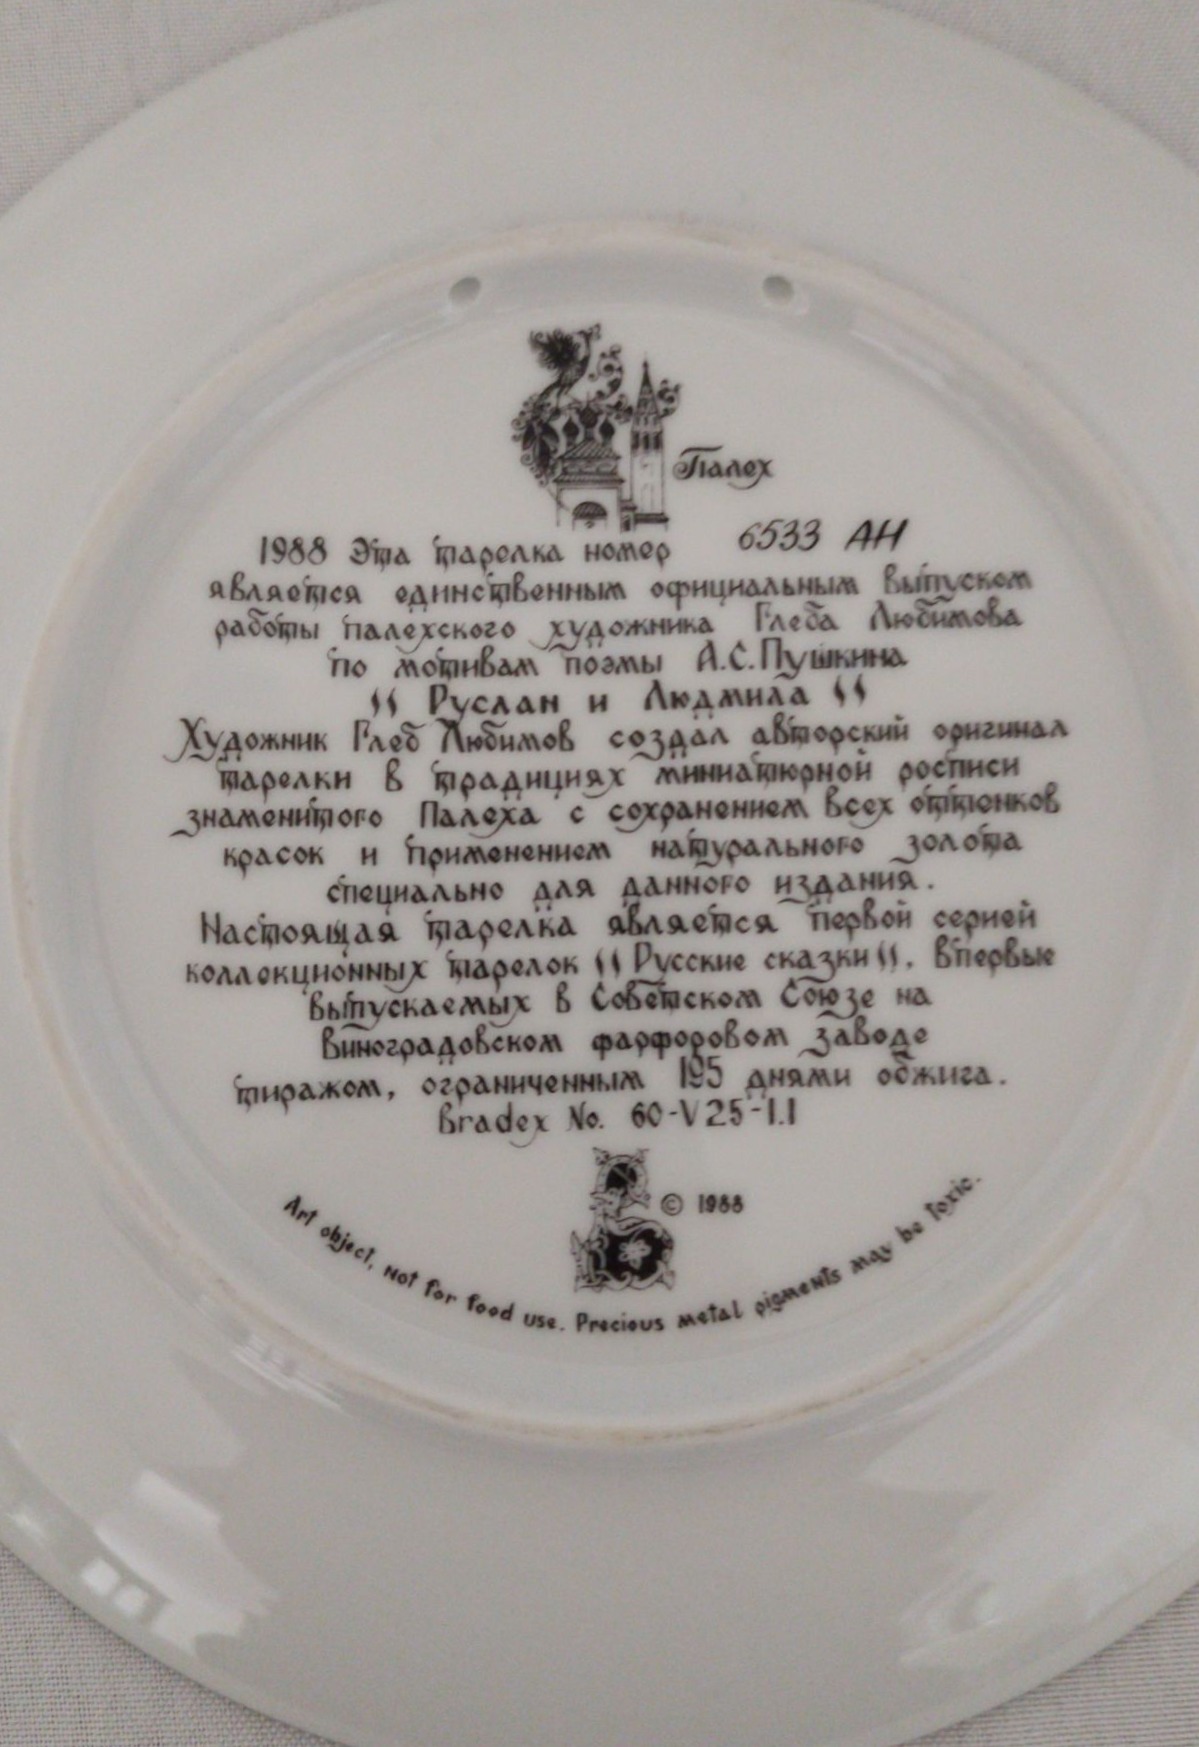 Палех
1988 Эта тарелка номер 6533 АН
является единственным официальным выпуском
работы палехского художника Глеба Любимова
по мотивам поэмы А.С.Пушкина
"Руслан и Людмила"
Художник Глеб Любимов создал авторский оригинал
тарелки в традициях миниатюрной росписи
знаменитого Палеха с сохранением всех оттенков
красок и применением натурального золота
специально для данного издания.
Настоящая тарелка является первой серией
коллекционных тарелок "Русские сказки". Впервые
выпускаемых в Советском Союзе на
Виноградовском фарфоровом заводе
тиражом, ограниченным 195 днями обжига.
Bradex No. 60-V25-1.1
© 1988
Art object, not for food use. Precious metal pigments may be toxic.